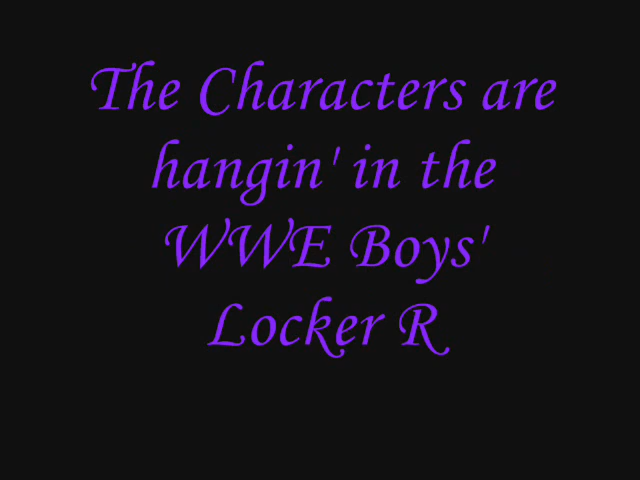 The Characters are
hangin' in the
WWE Boys'
Locker R